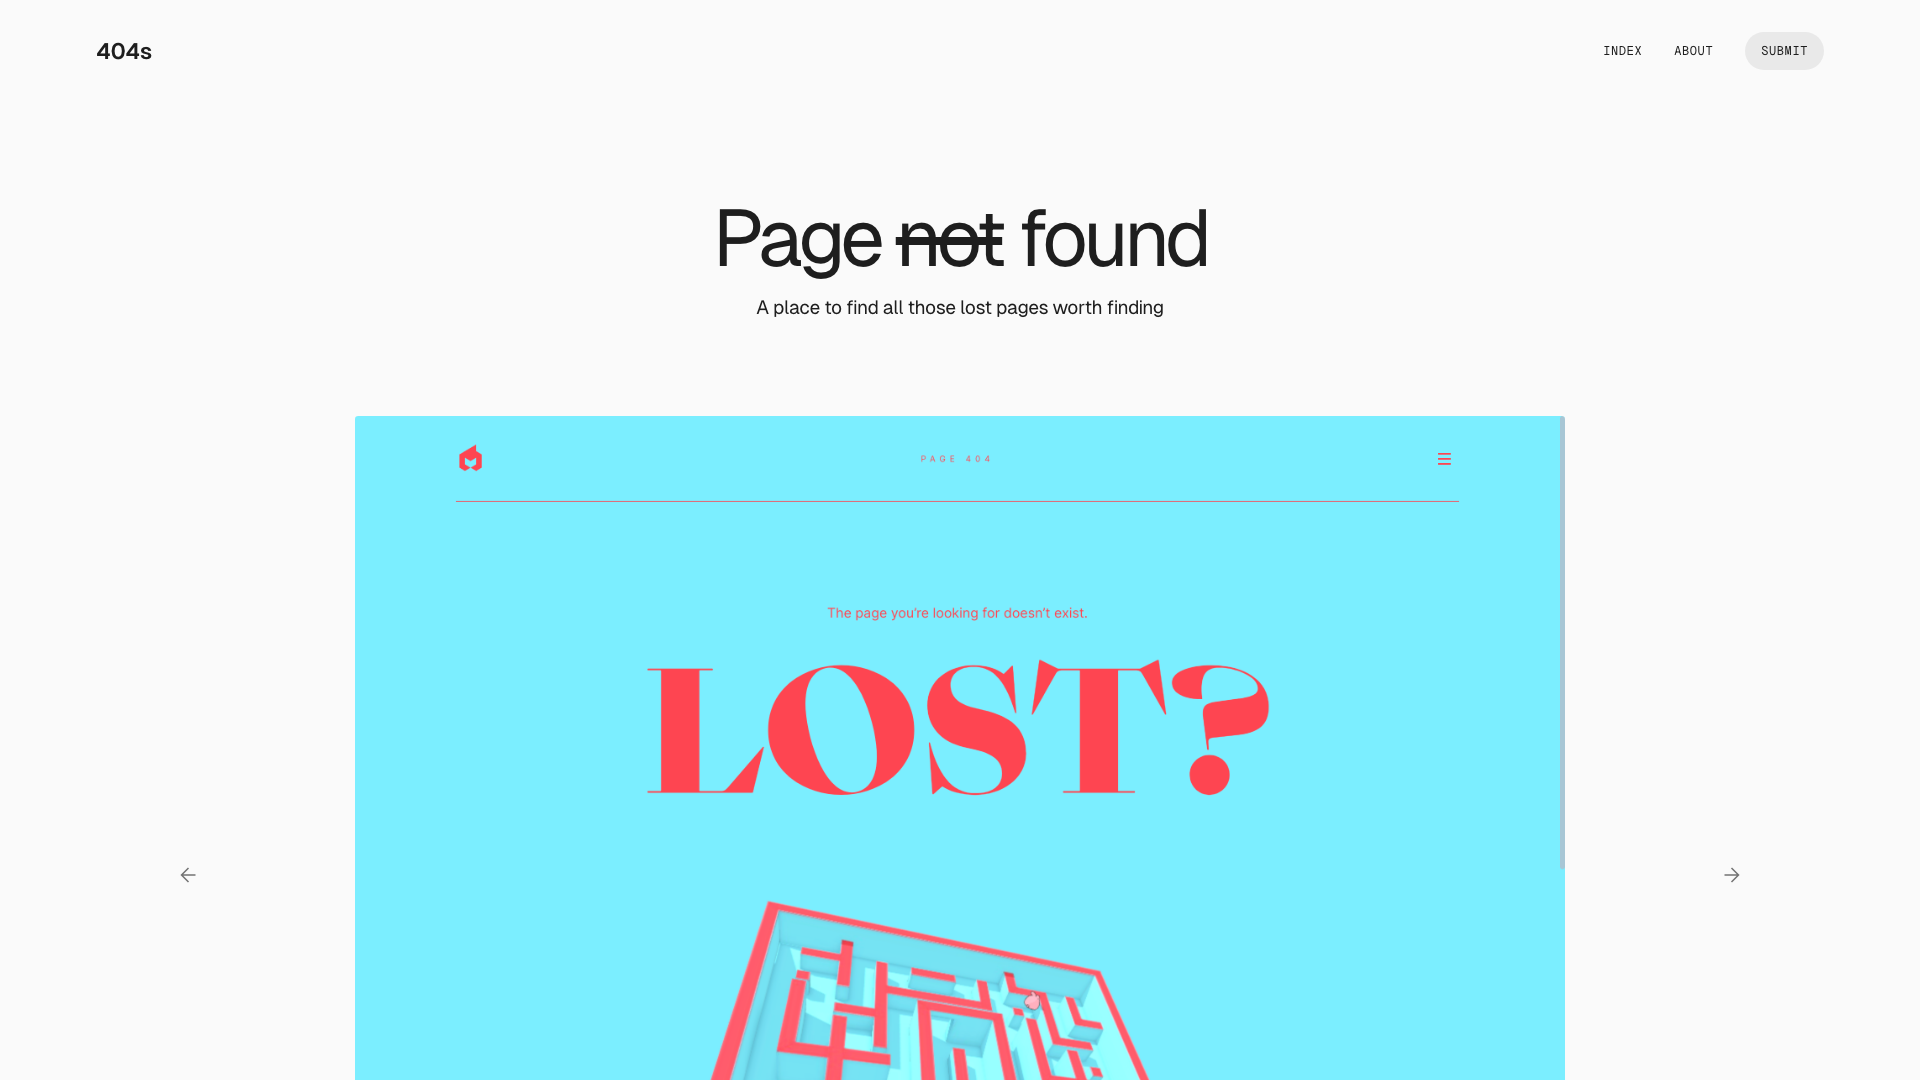 404s
INDEX
ABOUT
SUBMIT
Page not found
A place to find all those lost pages worth finding
PAGE 404
The page you're looking for doesn't exist.
LOST?